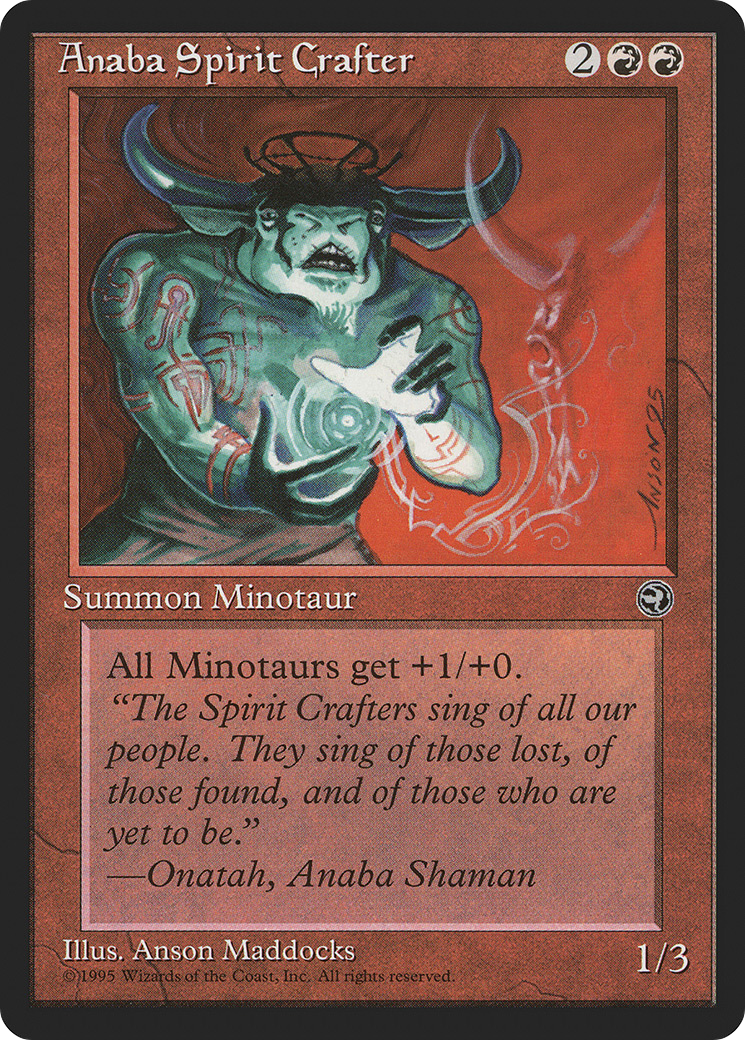 Anaba Spirit Crafter 2
ANSON 95
Summon Minotaur
All Minotaurs get +1/+0.
“The Spirit Crafters sing of all our
people. They sing of those lost, of
those found, and of those who are
yet to be.”
—Onatah, Anaba Shaman
Illus. Anson Maddocks
1/3
©1995 Wizards of the Coast, Inc. All rights reserved.